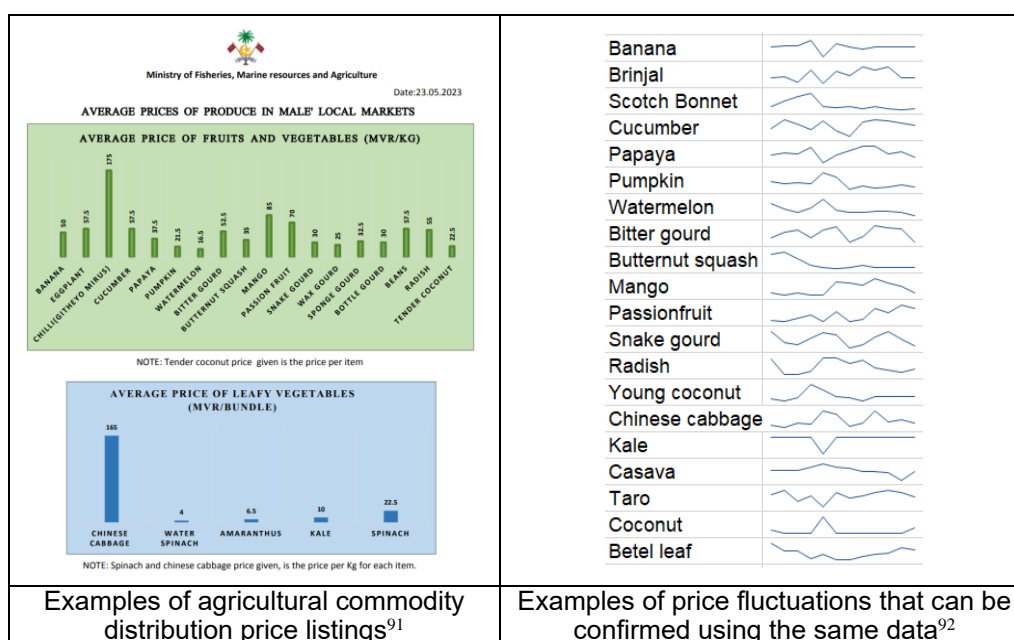 Ministry of Fisheries, Marine resources and Agriculture
Date:23.05.2023
AVERAGE PRICES OF PRODUCE IN MALE' LOCAL MARKETS
AVERAGE PRICE OF FRUITS AND VEGETABLES (MVR/KG)
50
57.5
175
57.5
37.5
21.5
16.5
52.5
35
85
70
30
25
32.5
30
57.5
55
22.5
BANANA
EGGPLANT
CHILLI(GITHEYO MIRUS)
CUCUMBER
PAPAYA
PUMPKIN
WATERMELON
BITTER GOURD
BUTTERNUT SQUASH
MANGO
PASSION FRUIT
SNAKE GOURD
WAX GOURD
SPONGE GOURD
BOTTLE GOURD
BEANS
RADISH
TENDER COCONUT
NOTE: Tender coconut price given is the price per item
AVERAGE PRICE OF LEAFY VEGETABLES
(MVR/BUNDLE)
165
4
6.5
10
22.5
CHINESE
CABBAGE
WATER
SPINACH
AMARANTHUS
KALE
SPINACH
NOTE: Spinach and chinese cabbage price given, is the price per Kg for each item.
Examples of agricultural commodity
distribution price listings91
Banana
Brinjal
Scotch Bonnet
Cucumber
Papaya
Pumpkin
Watermelon
Bitter gourd
Butternut squash
Mango
Passionfruit
Snake gourd
Radish
Young coconut
Chinese cabbage
Kale
Casava
Taro
Coconut
Betel leaf
Examples of price fluctuations that can be
confirmed using the same data92